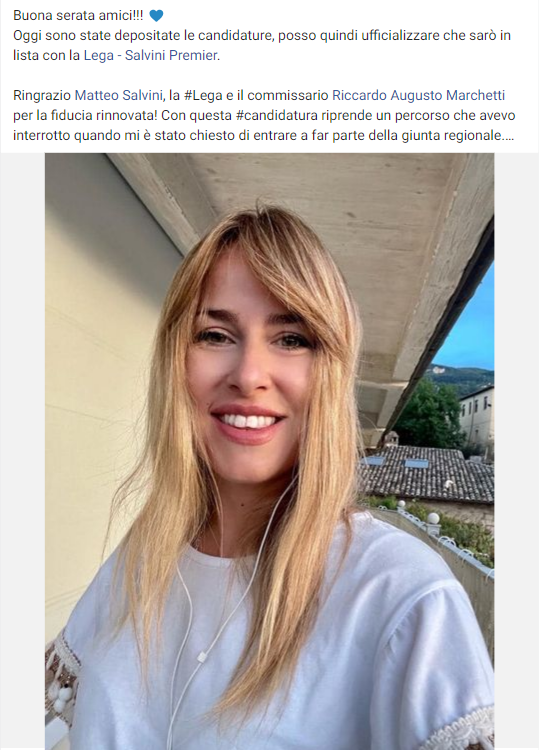 Buona serata amici!!! 💙
Oggi sono state depositate le candidature, posso quindi ufficializzare che sarò in
lista con la Lega - Salvini Premier.
Ringrazio Matteo Salvini, la #Lega e il commissario Riccardo Augusto Marchetti
per la fiducia rinnovata! Con questa #candidatura riprende un percorso che avevo
interrotto quando mi è stato chiesto di entrare a far parte della giunta regionale....